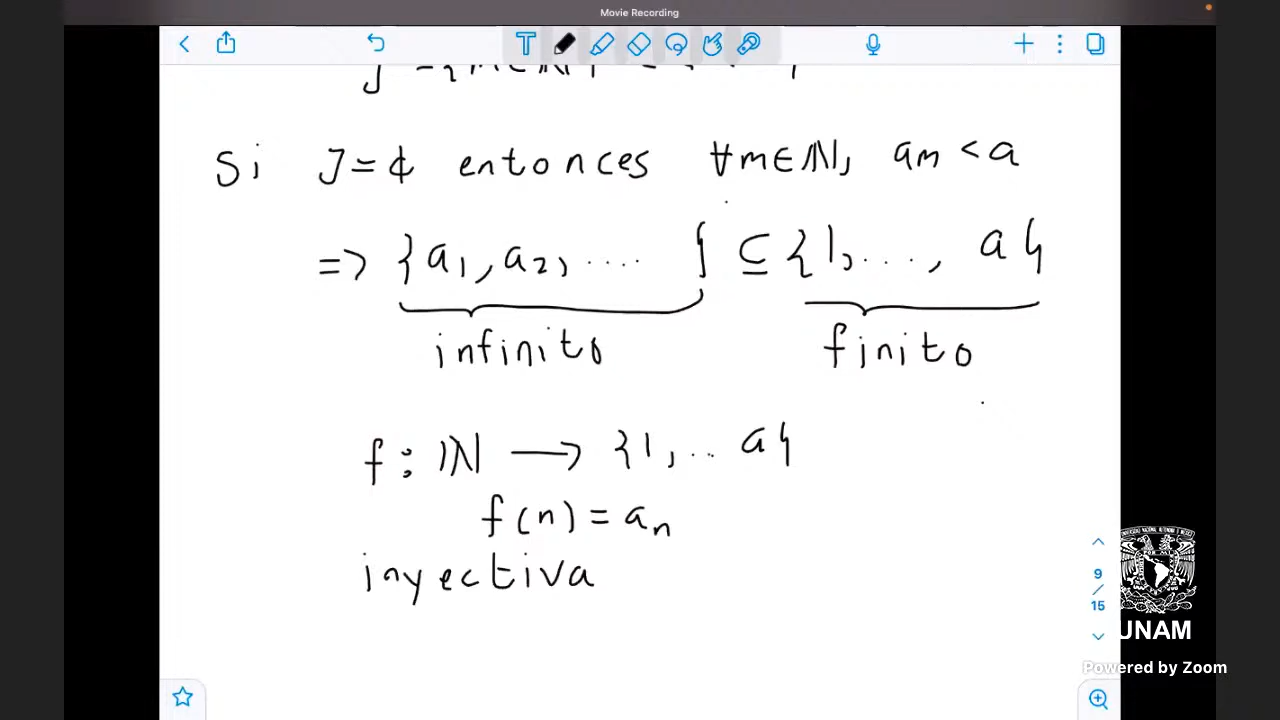 Movie Recording
Si J = ¢ entonces ∀m∈ℕ, am < a
=> {a1, a2, .... } ⊆ {1, ..., a}
infinito finito
f : ℕ → {1, ... a}
f(n) = an
inyectiva
9
/
15
UNAM
Powered by Zoom